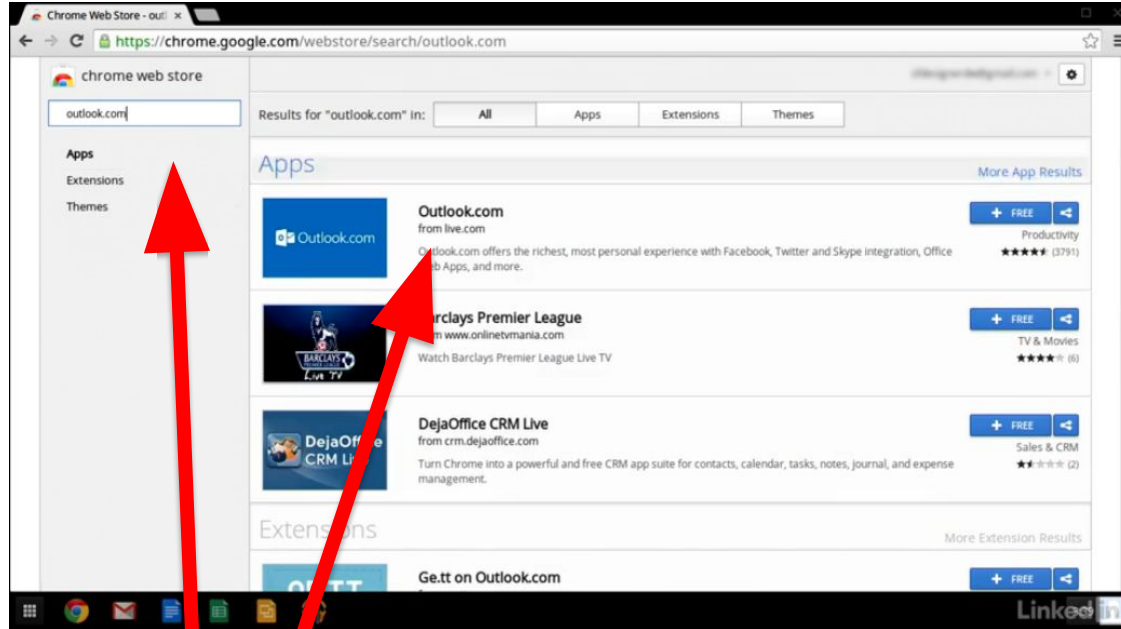 Chrome Web Store - out
https://chrome.google.com/webstore/search/outlook.com
chrome web store
outlook.com
Results for "outlook.com" in:
All
Apps
Extensions
Themes
Apps
Extensions
Themes
Apps
More App Results
Outlook.com
Outlook.com
from live.com
Outlook.com offers the richest, most personal experience with Facebook, Twitter and Skype integration, Office
Apps, and more.
+ FREE
Productivity
(3791)
BARCLAYS
Live TV
Premier League
www.onlinetvmania.com
Watch Barclays Premier League Live TV
+ FREE
TV & Movies
(6)
CRM
DejaOffice CRM Live
from crm.dejaoffice.com
Turn Chrome into a powerful and free CRM app suite for contacts, calendar, tasks, notes, journal, and expense
management.
+ FREE
Sales & CRM
(2)
More Extension Results
Ge.tt on Outlook.com
+ FREE
Linked in